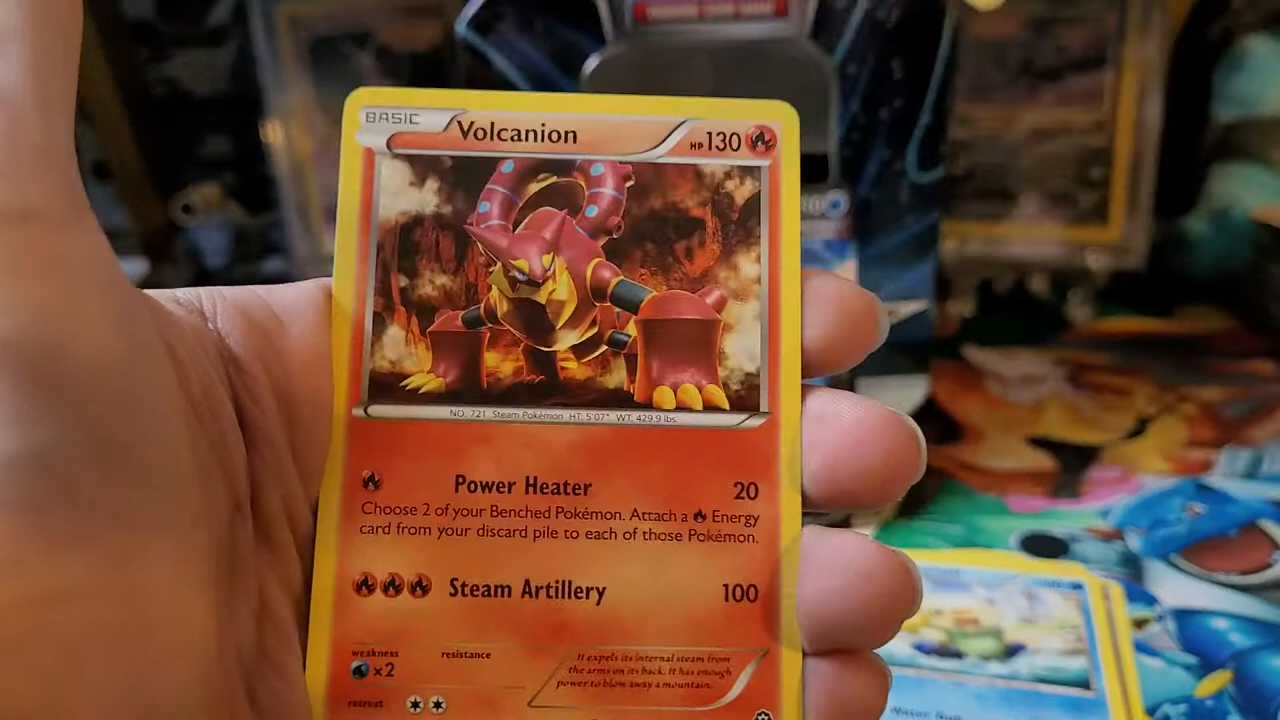 BASIC
Volcanion
HP 130
NO. 721 Steam Pokémon HT: 5'07" WT: 429.9 lbs.
Power Heater 20
Choose 2 of your Benched Pokémon. Attach a Energy
card from your discard pile to each of those Pokémon.
Steam Artillery 100
weakness
x2
resistance
It expels its internal steam from
the arms on its back. It has enough
power to blow away a mountain.
retreat
Water Gun